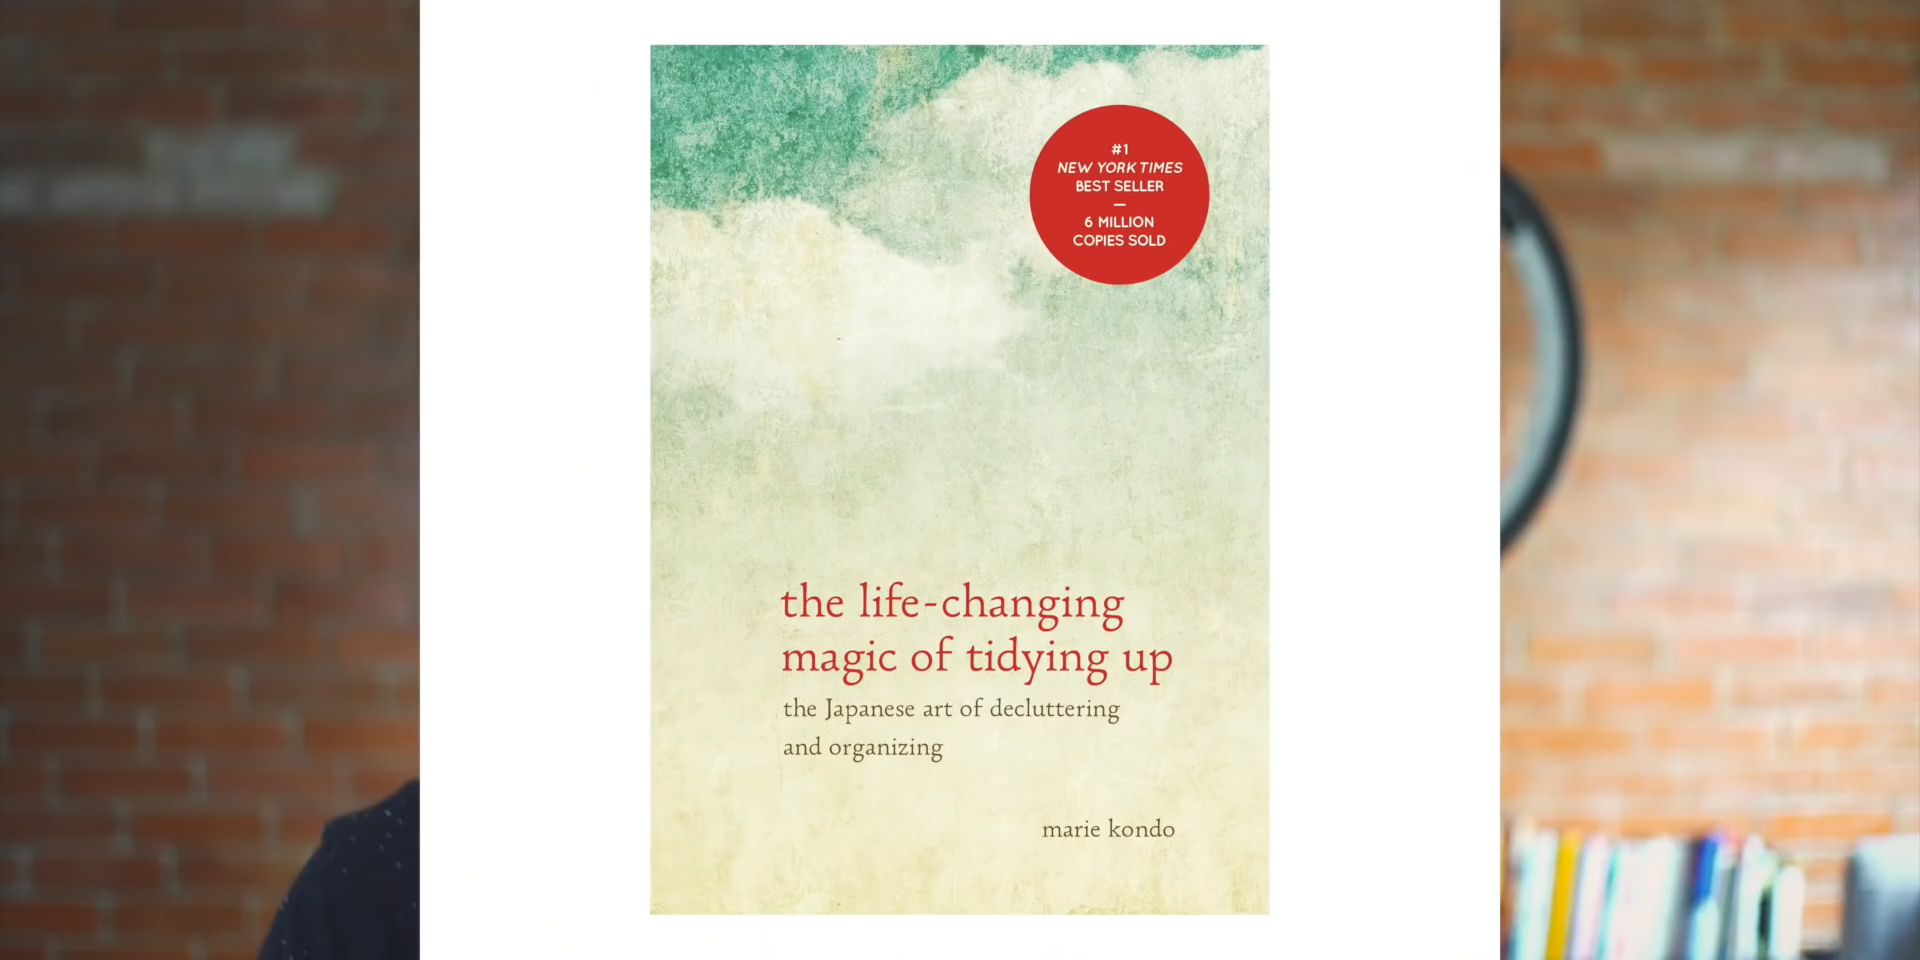 #1
NEW YORK TIMES
BEST SELLER
—
6 MILLION
COPIES SOLD
the life-changing
magic of tidying up
the Japanese art of decluttering
and organizing
marie kondo